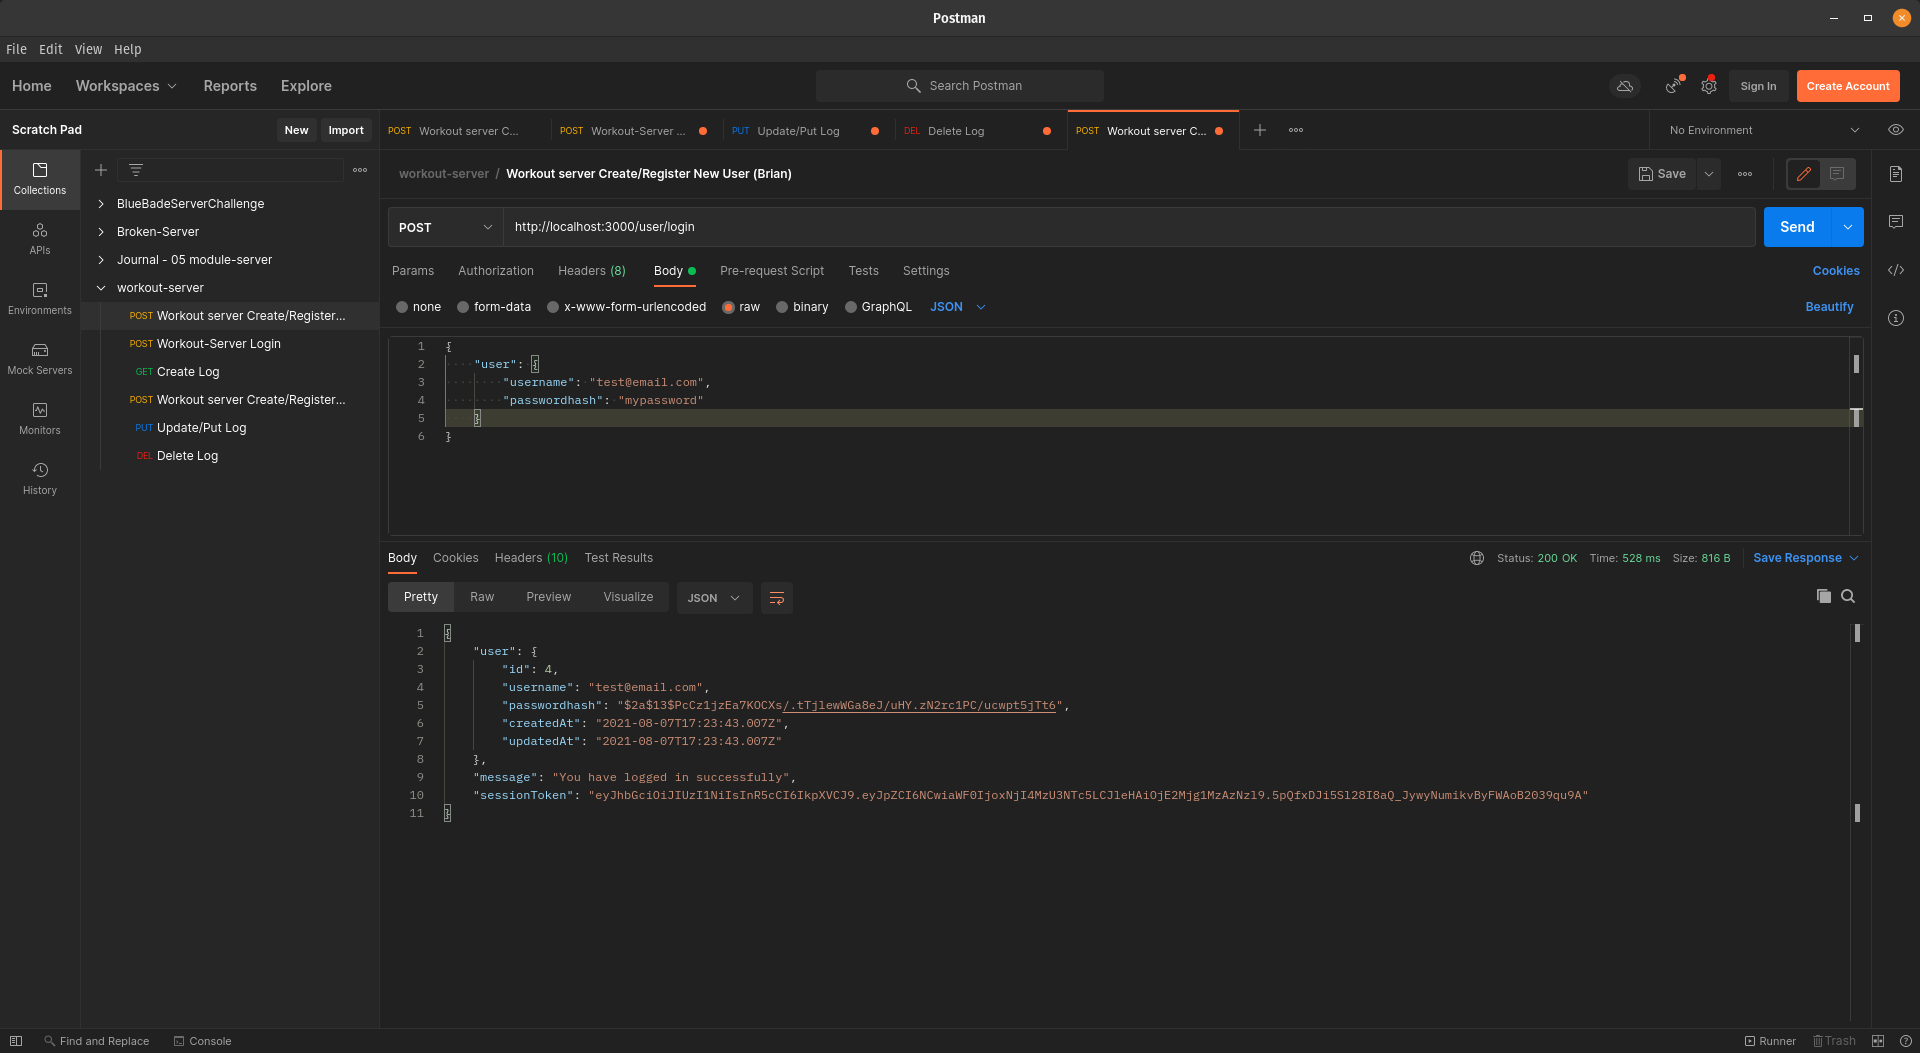 Postman
File Edit View Help
Home Workspaces Reports Explore Search Postman Sign In Create Account
Scratch Pad New Import
POST Workout server C... POST Workout-Server ... PUT Update/Put Log DEL Delete Log POST Workout server C... No Environment
Collections
APIs
Environments
Mock Servers
Monitors
History
BlueBadeServerChallenge
Broken-Server
Journal - 05 module-server
workout-server
POST Workout server Create/Register...
POST Workout-Server Login
GET Create Log
POST Workout server Create/Register...
PUT Update/Put Log
DEL Delete Log
workout-server / Workout server Create/Register New User (Brian) Save
POST http://localhost:3000/user/login Send
Params Authorization Headers (8) Body Pre-request Script Tests Settings Cookies
none form-data x-www-form-urlencoded raw binary GraphQL JSON Beautify
1 {
2 "user": {
3 "username": "test@email.com",
4 "passwordhash": "mypassword"
5 }
6 }
Body Cookies Headers (10) Test Results Status: 200 OK Time: 528 ms Size: 816 B Save Response
Pretty Raw Preview Visualize JSON
1 {
2 "user": {
3 "id": 4,
4 "username": "test@email.com",
5 "passwordhash": "$2a$13$PcCz1jzEa7KOCXs/.tTjlewWGa8eJ/uHY.zN2rc1PC/ucwpt5jTt6",
6 "createdAt": "2021-08-07T17:23:43.007Z",
7 "updatedAt": "2021-08-07T17:23:43.007Z"
8 },
9 "message": "You have logged in successfully",
10 "sessionToken": "eyJhbGciOiJIUzI1NiIsInR5cCI6IkpXVCJ9.eyJpZCI6NCwiaWF0IjoxNjI4MzU3NTc5LCJleHAiOjE2Mjg1MzAzNzl9.5pQfxDJi5Sl28I8aQ_JywyNumikvByFWAoB2039qu9A"
11 }
Find and Replace Console Runner Trash